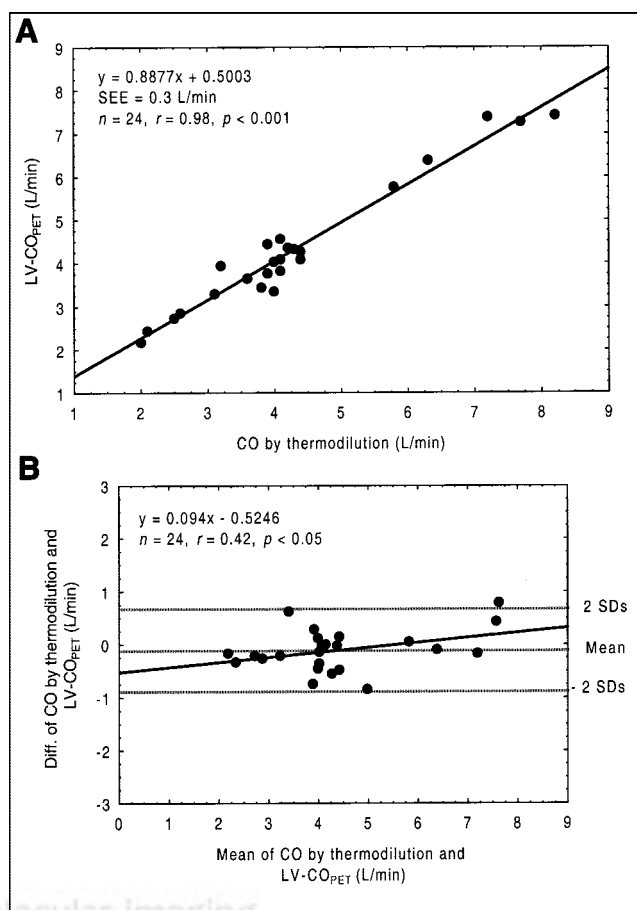 A
9
8
7
6
5
4
3
2
1
y = 0.8877x + 0.5003
SEE = 0.3 L/min
n = 24, r = 0.98, p < 0.001
LV-COPET (L/min)
1 2 3 4 5 6 7 8 9
CO by thermodilution (L/min)
B
3
2
1
0
-1
-2
-3
y = 0.094x - 0.5246
n = 24, r = 0.42, p < 0.05
2 SDs
Mean
- 2 SDs
Diff. of CO by thermodilution and
LV-COPET (L/min)
0 1 2 3 4 5 6 7 8 9
Mean of CO by thermodilution and
LV-COPET (L/min)